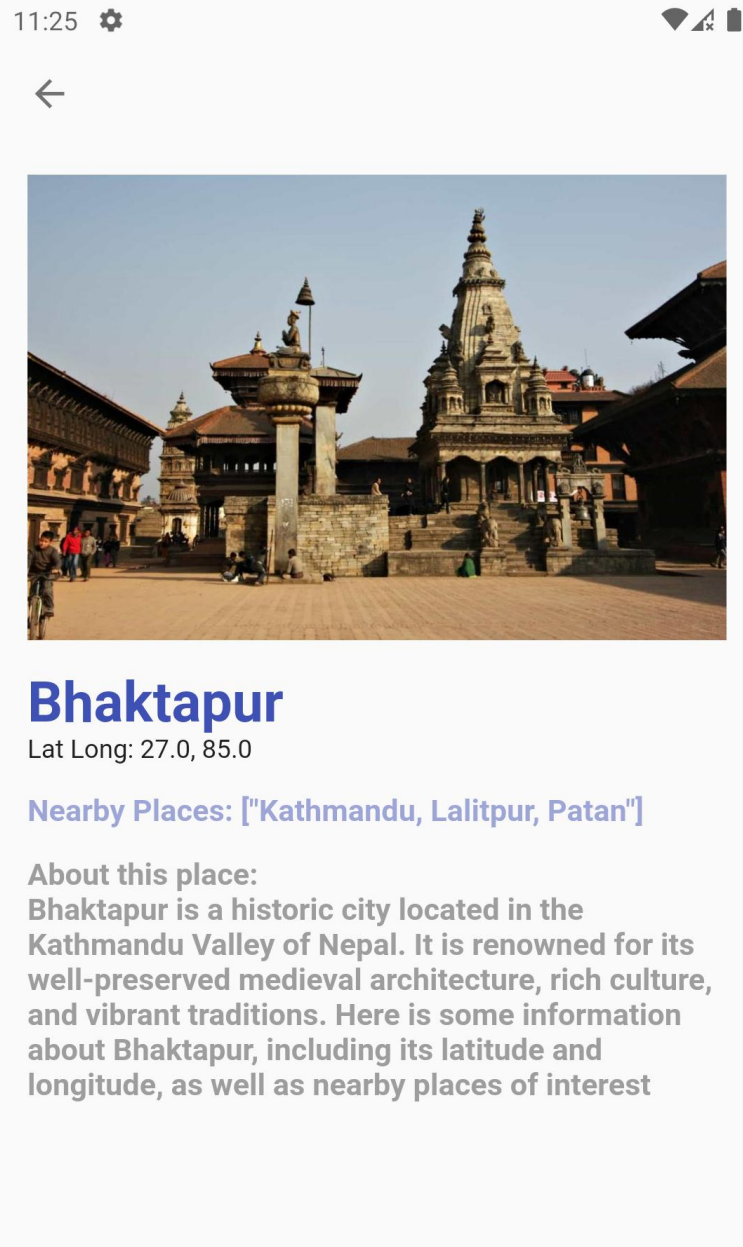 11:25
Bhaktapur
Lat Long: 27.0, 85.0
Nearby Places: ["Kathmandu, Lalitpur, Patan"]
About this place:
Bhaktapur is a historic city located in the
Kathmandu Valley of Nepal. It is renowned for its
well-preserved medieval architecture, rich culture,
and vibrant traditions. Here is some information
about Bhaktapur, including its latitude and
longitude, as well as nearby places of interest